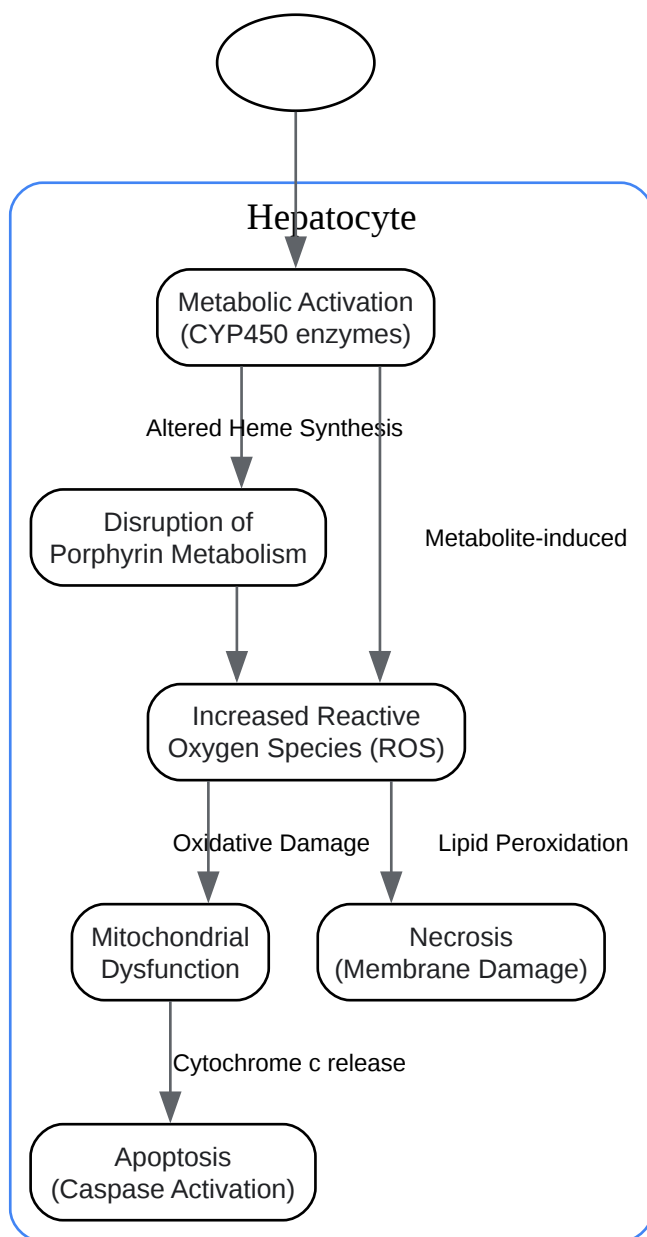 Hepatocyte
Metabolic Activation
(CYP450 enzymes)
Altered Heme Synthesis
Disruption of
Porphyrin Metabolism
Metabolite-induced
Increased Reactive
Oxygen Species (ROS)
Oxidative Damage
Lipid Peroxidation
Mitochondrial
Dysfunction
Necrosis
(Membrane Damage)
Cytochrome c release
Apoptosis
(Caspase Activation)